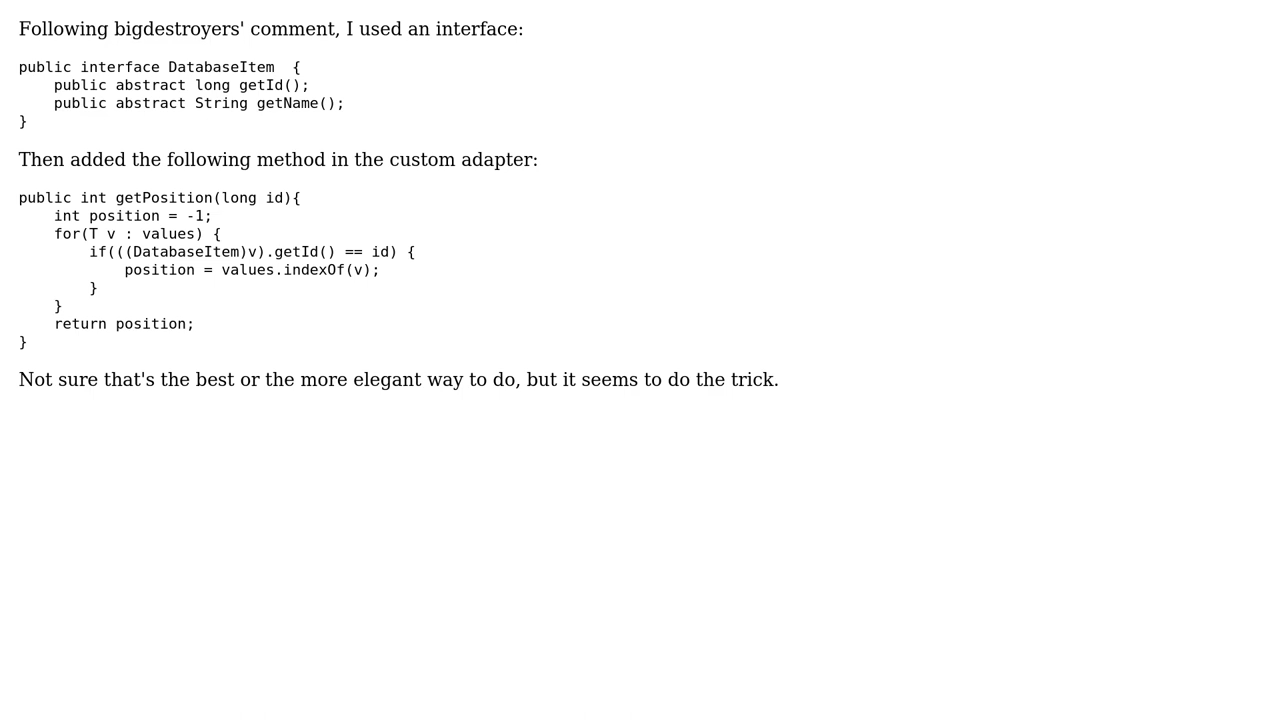 Following bigdestroyers' comment, I used an interface:
public interface DatabaseItem  {
    public abstract long getId();
    public abstract String getName();
}
Then added the following method in the custom adapter:
public int getPosition(long id){
    int position = -1;
    for(T v : values) {
        if(((DatabaseItem)v).getId() == id) {
            position = values.indexOf(v);
        }
    }
    return position;
}
Not sure that's the best or the more elegant way to do, but it seems to do the trick.